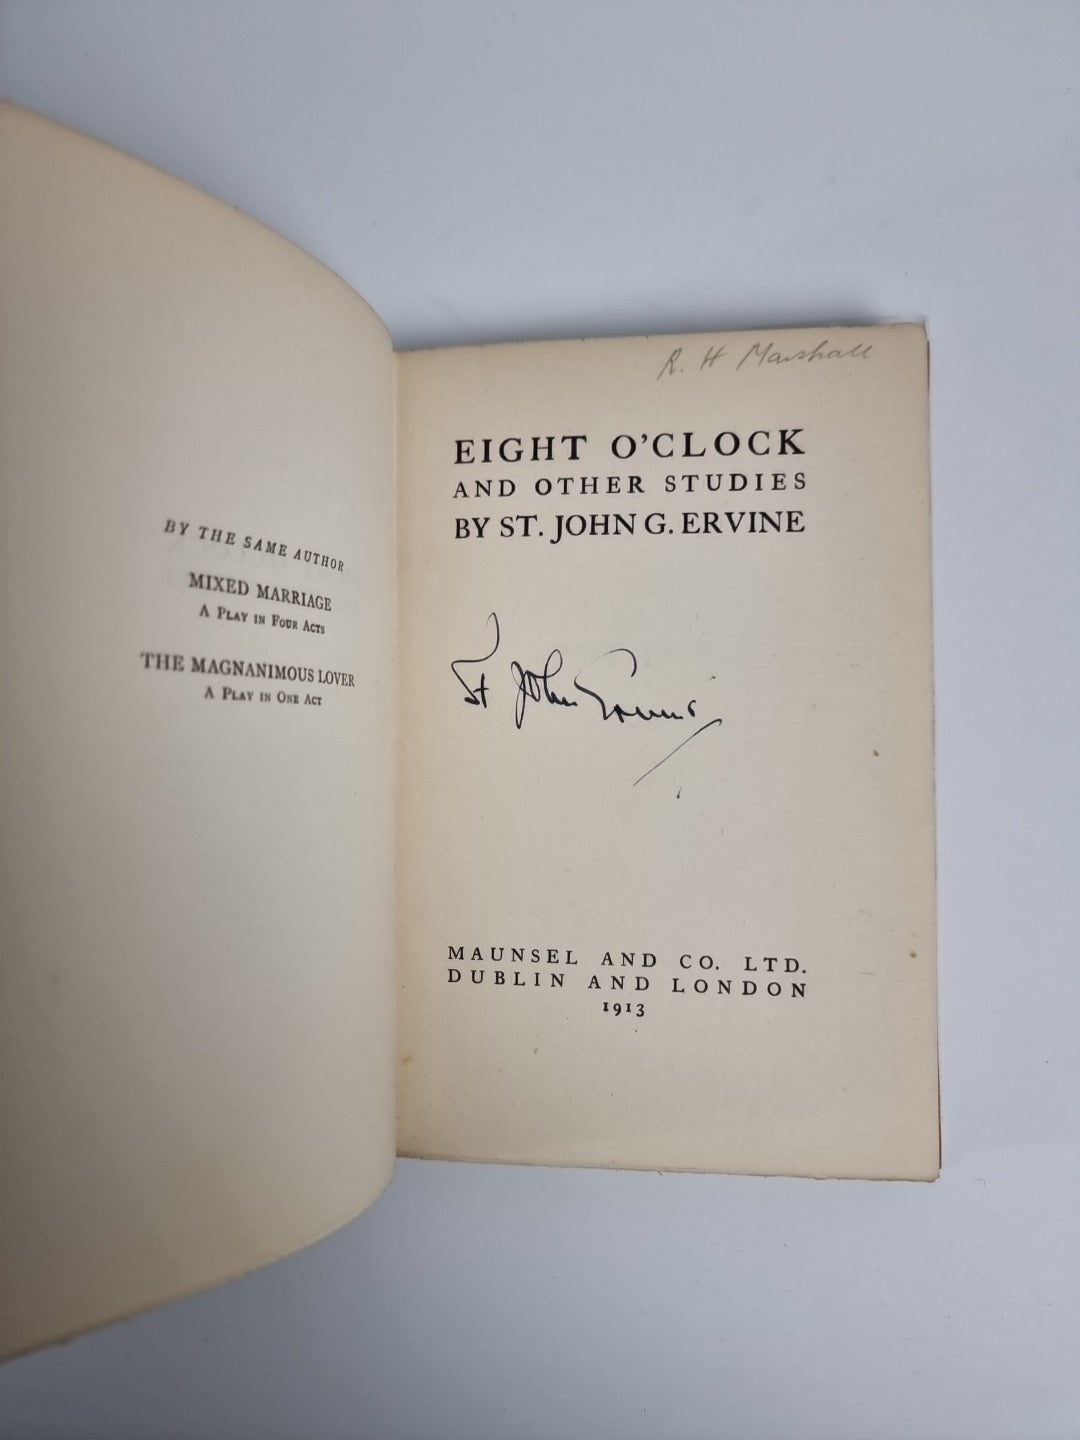 BY THE SAME AUTHOR
MIXED MARRIAGE
A PLAY IN FOUR ACTS
THE MAGNANIMOUS LOVER
A PLAY IN ONE ACT
R. H Marshall
EIGHT O'CLOCK
AND OTHER STUDIES
BY ST. JOHN G. ERVINE
St John Ervine
MAUNSEL AND CO. LTD.
DUBLIN AND LONDON
1913